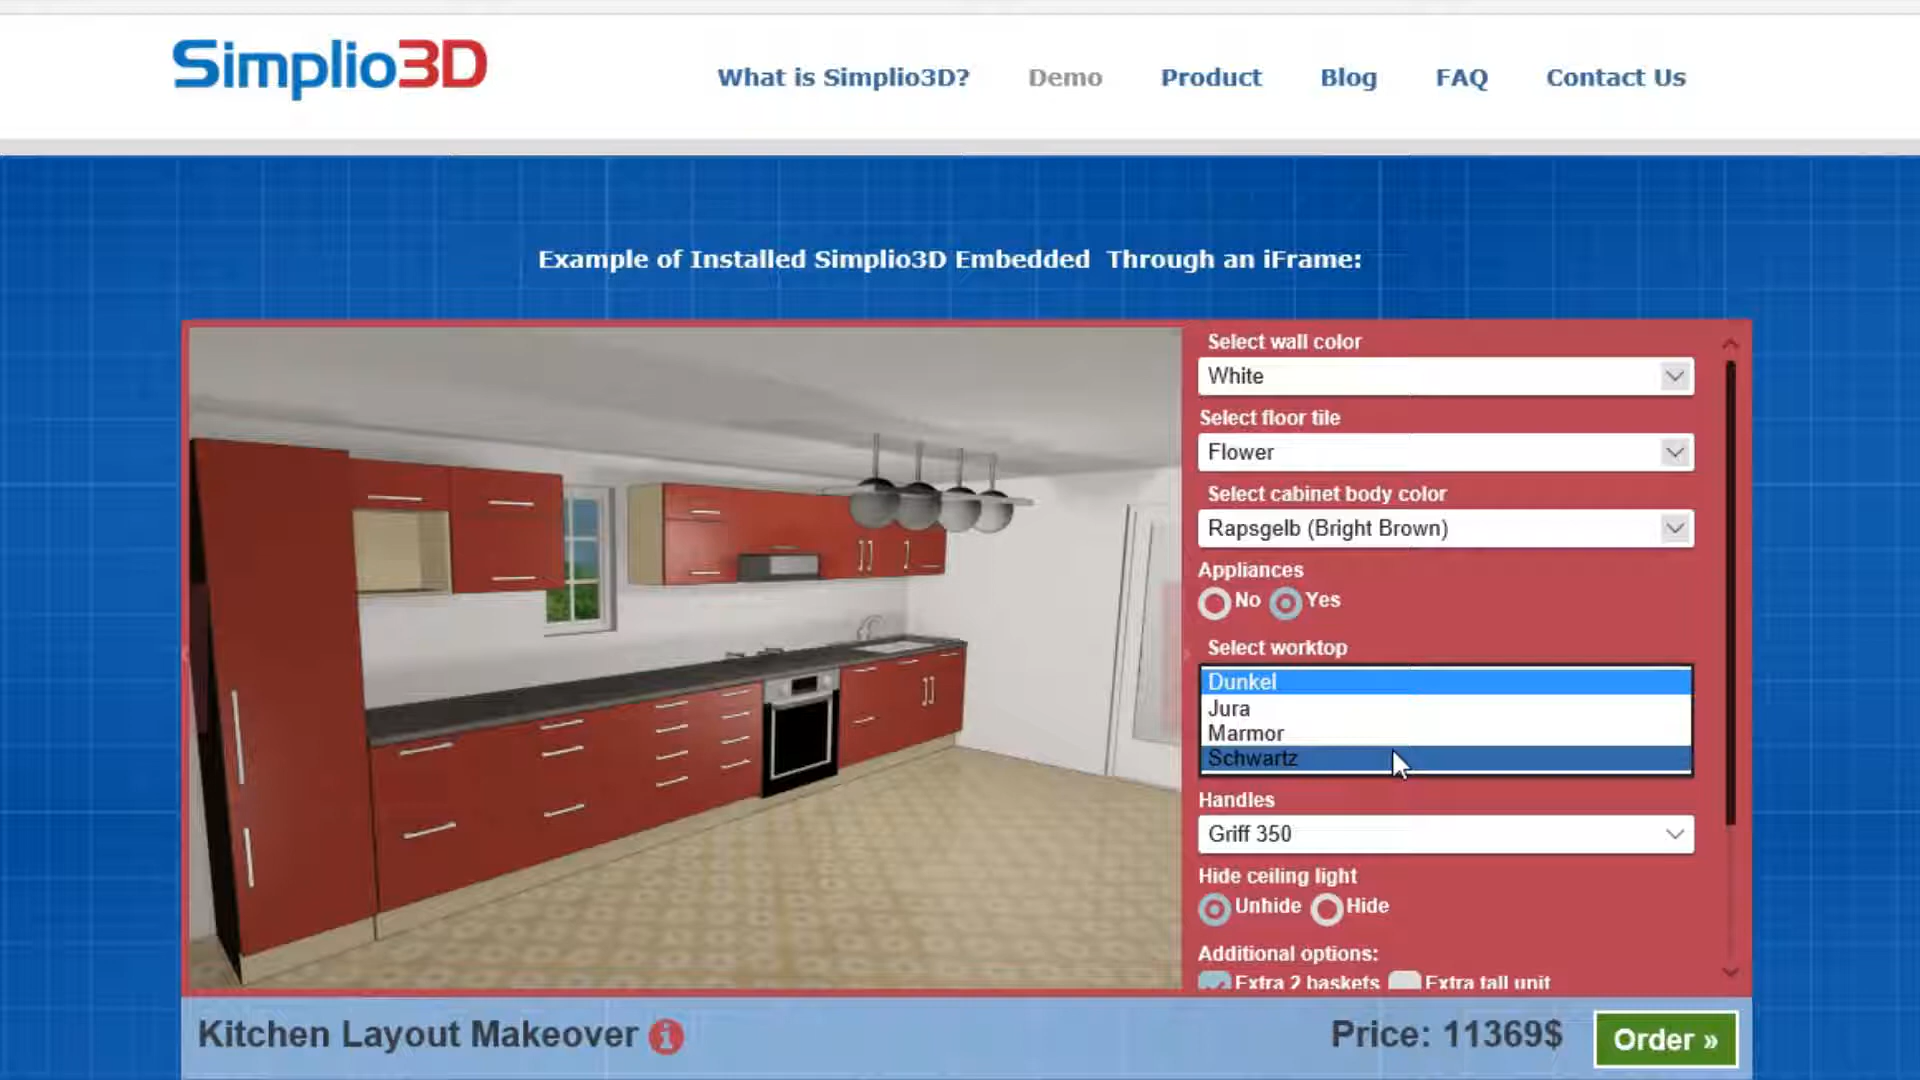 Simplio3D
What is Simplio3D? Demo Product Blog FAQ Contact Us
Example of Installed Simplio3D Embedded Through an iFrame:
Select wall color
White
Select floor tile
Flower
Select cabinet body color
Rapsgelb (Bright Brown)
Appliances
No Yes
Select worktop
Dunkel
Jura
Marmor
Schwartz
Handles
Griff 350
Hide ceiling light
Unhide Hide
Additional options:
Extra 2 baskets Extra tall unit
Kitchen Layout Makeover i Price: 11369$ Order »